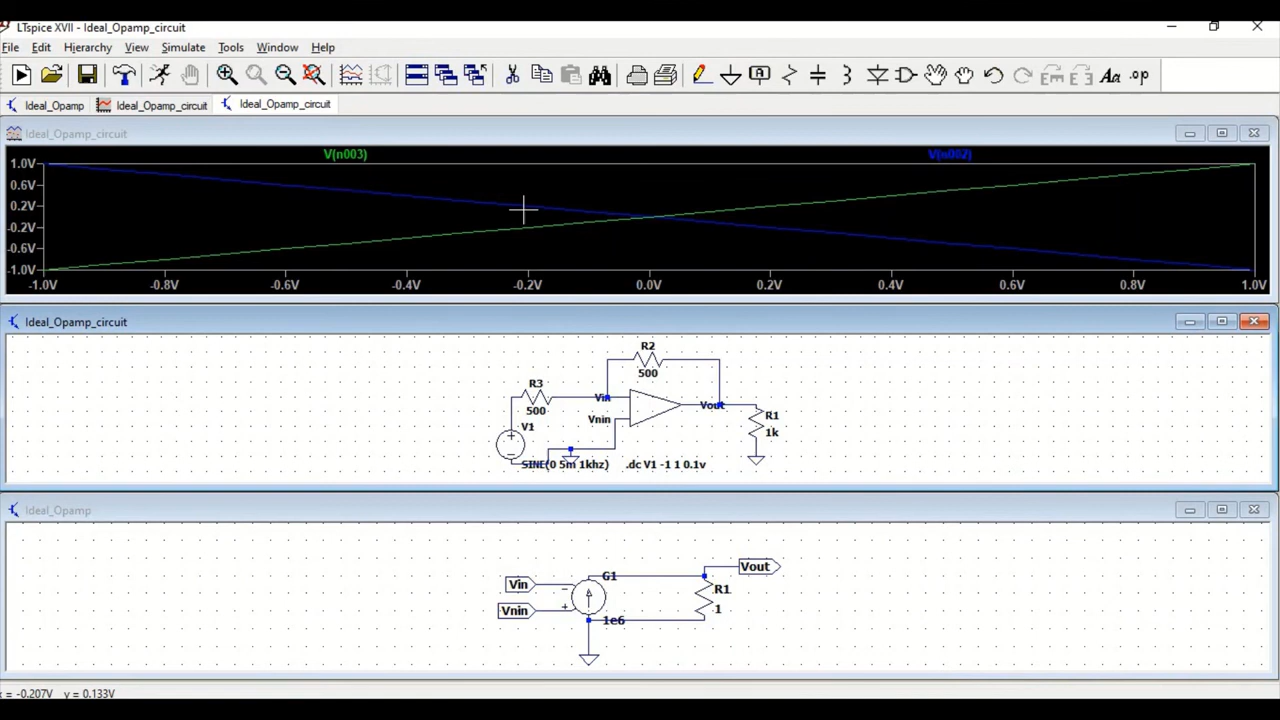 LTspice XVII - Ideal_Opamp_circuit
File Edit Hierarchy View Simulate Tools Window Help
Ideal_Opamp Ideal_Opamp_circuit Ideal_Opamp_circuit
Ideal_Opamp_circuit
V(n003) V(n002)
1.0V
0.6V
0.2V
-0.2V
-0.6V
-1.0V
-1.0V -0.8V -0.6V -0.4V -0.2V 0.0V 0.2V 0.4V 0.6V 0.8V 1.0V
Ideal_Opamp_circuit
R2
500
R3
500
Vin
Vnin
Vout
R1
1k
V1
SINE(0 5m 1khz) .dc V1 -1 1 0.1v
Ideal_Opamp
Vout
G1
Vin
R1
1
Vnin
1e6
= -0.207V y = 0.133V